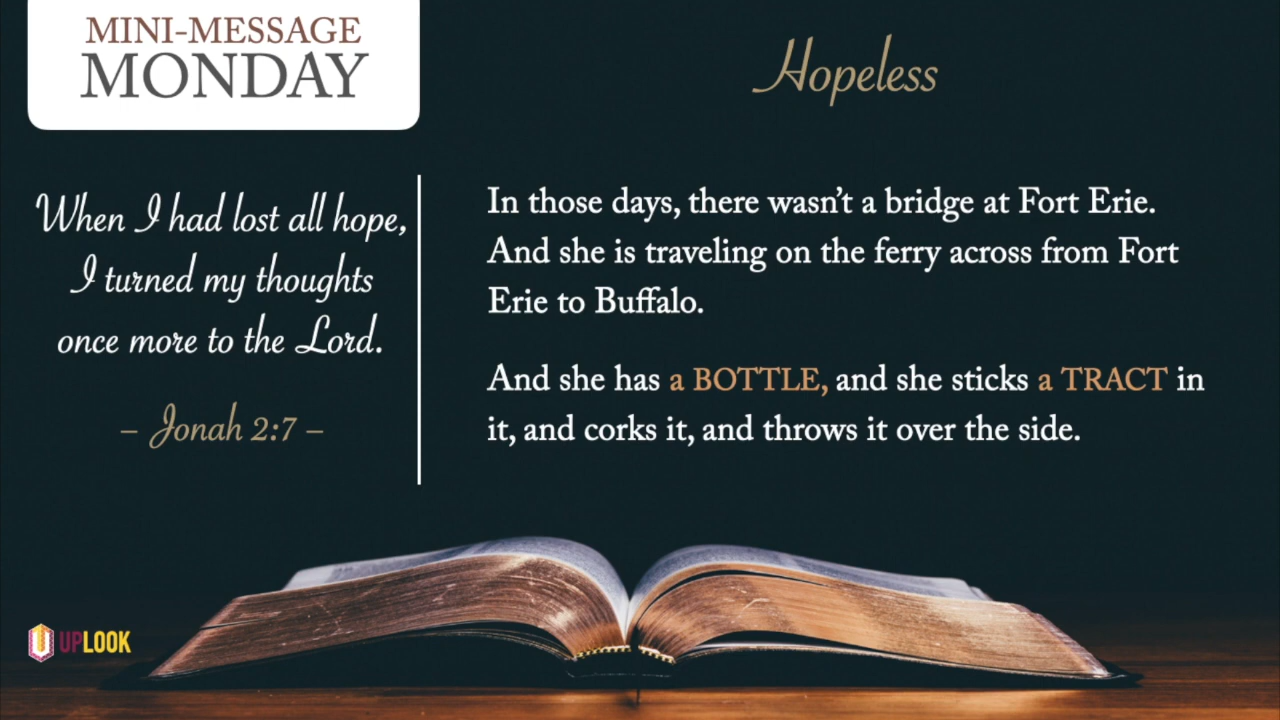 MINI-MESSAGE
MONDAY
When I had lost all hope,
I turned my thoughts
once more to the Lord.
– Jonah 2:7 –
Hopeless
In those days, there wasn’t a bridge at Fort Erie.
And she is traveling on the ferry across from Fort
Erie to Buffalo.
And she has a BOTTLE, and she sticks a TRACT in
it, and corks it, and throws it over the side.
UPLOOK